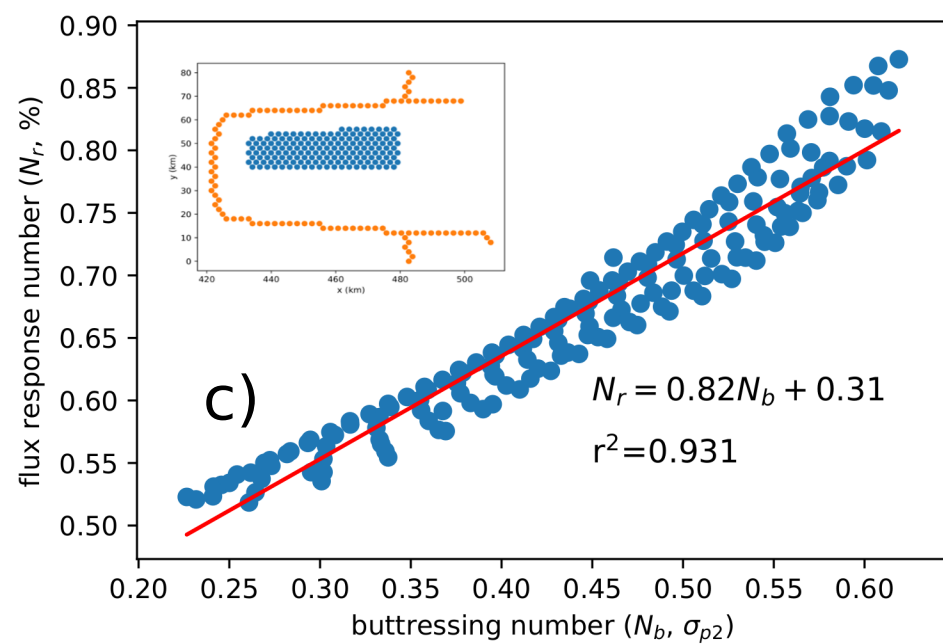 0.90
0.85
0.80
0.75
0.70
0.65
0.60
0.55
0.50
flux response number (Nᵣ, %)
80
70
60
50
40
30
20
10
0
y (km)
420 440 460 480 500
x (km)
c)
Nᵣ = 0.82N_b + 0.31
r²=0.931
0.20 0.25 0.30 0.35 0.40 0.45 0.50 0.55 0.60
buttressing number (N_b, σ_p2)